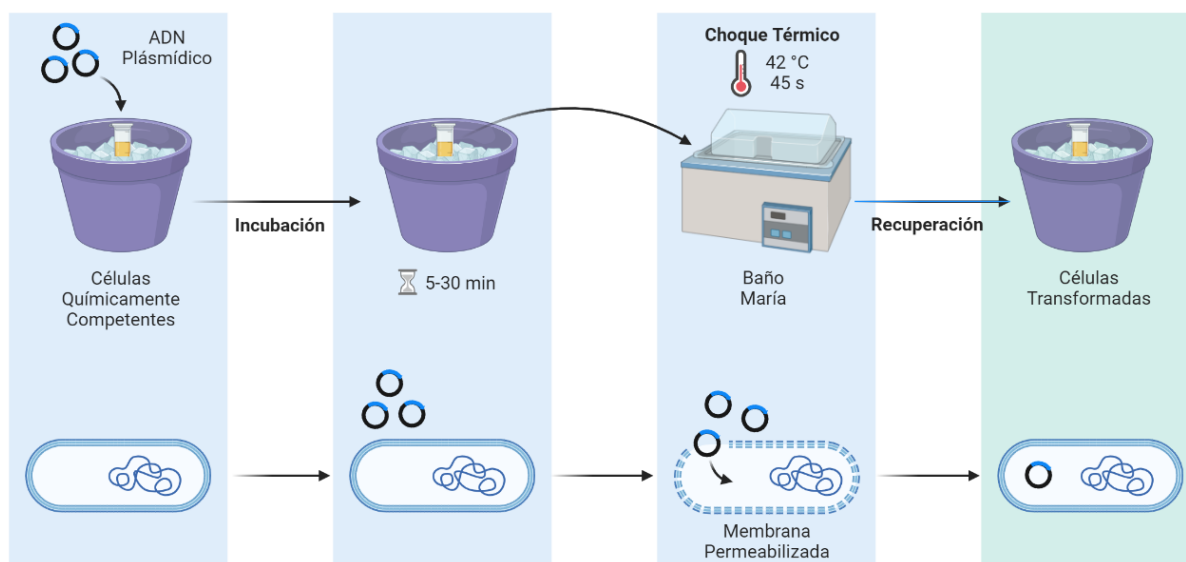 ADN
Plásmídico
Células
Químicamente
Competentes
Incubación
5-30 min
Choque Térmico
42 °C
45 s
Baño
María
Recuperación
Células
Transformadas
Membrana
Permeabilizada